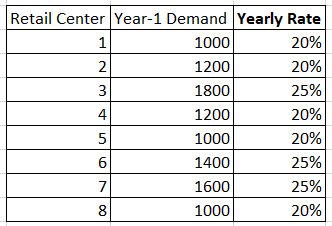 Retail Center Year-1 Demand Yearly Rate
1 1000 20%
2 1200 20%
3 1800 25%
4 1200 20%
5 1000 20%
6 1400 25%
7 1600 25%
8 1000 20%